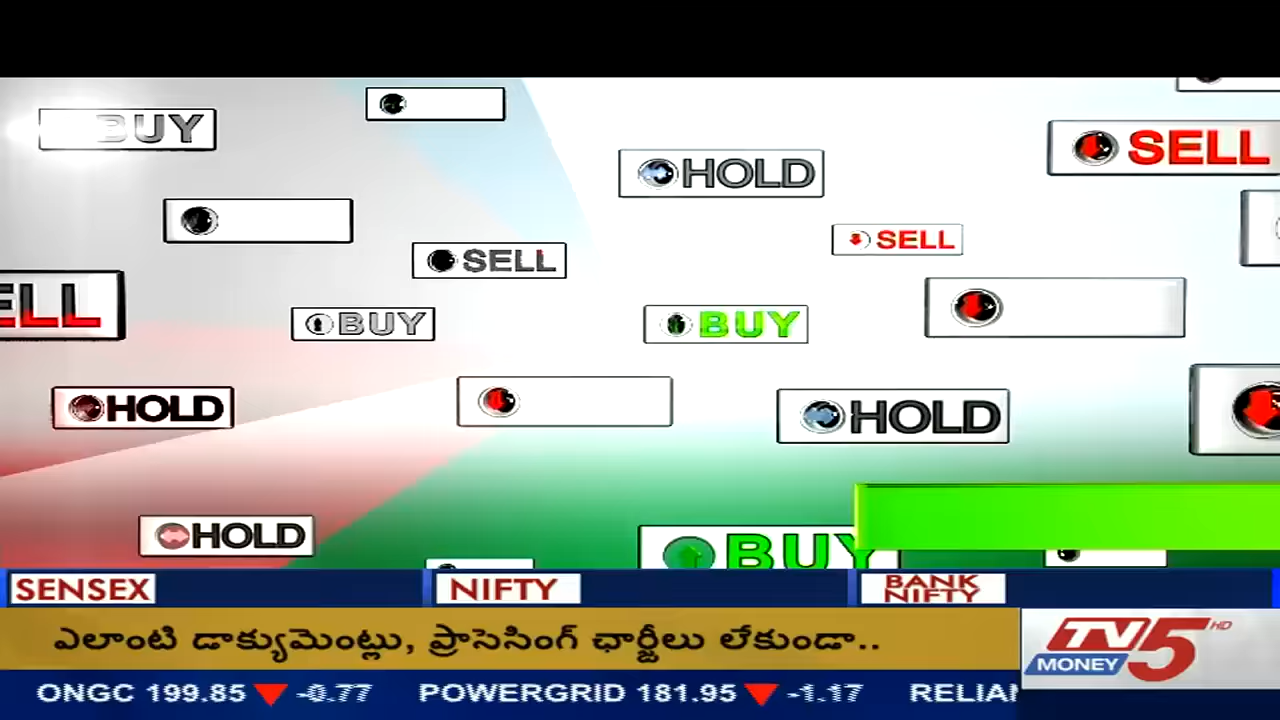 BUY
HOLD
SELL
SELL
SELL
ELL
BUY
BUY
HOLD
HOLD
HOLD
BUY
SENSEX NIFTY BANK NIFTY
ఎలాంటి డాక్యుమెంట్లు, ప్రాసెసింగ్ ఛార్జీలు లేకుండా..
TV5 HD
MONEY
ONGC 199.85 -0.77 POWERGRID 181.95 -1.17 RELIAN